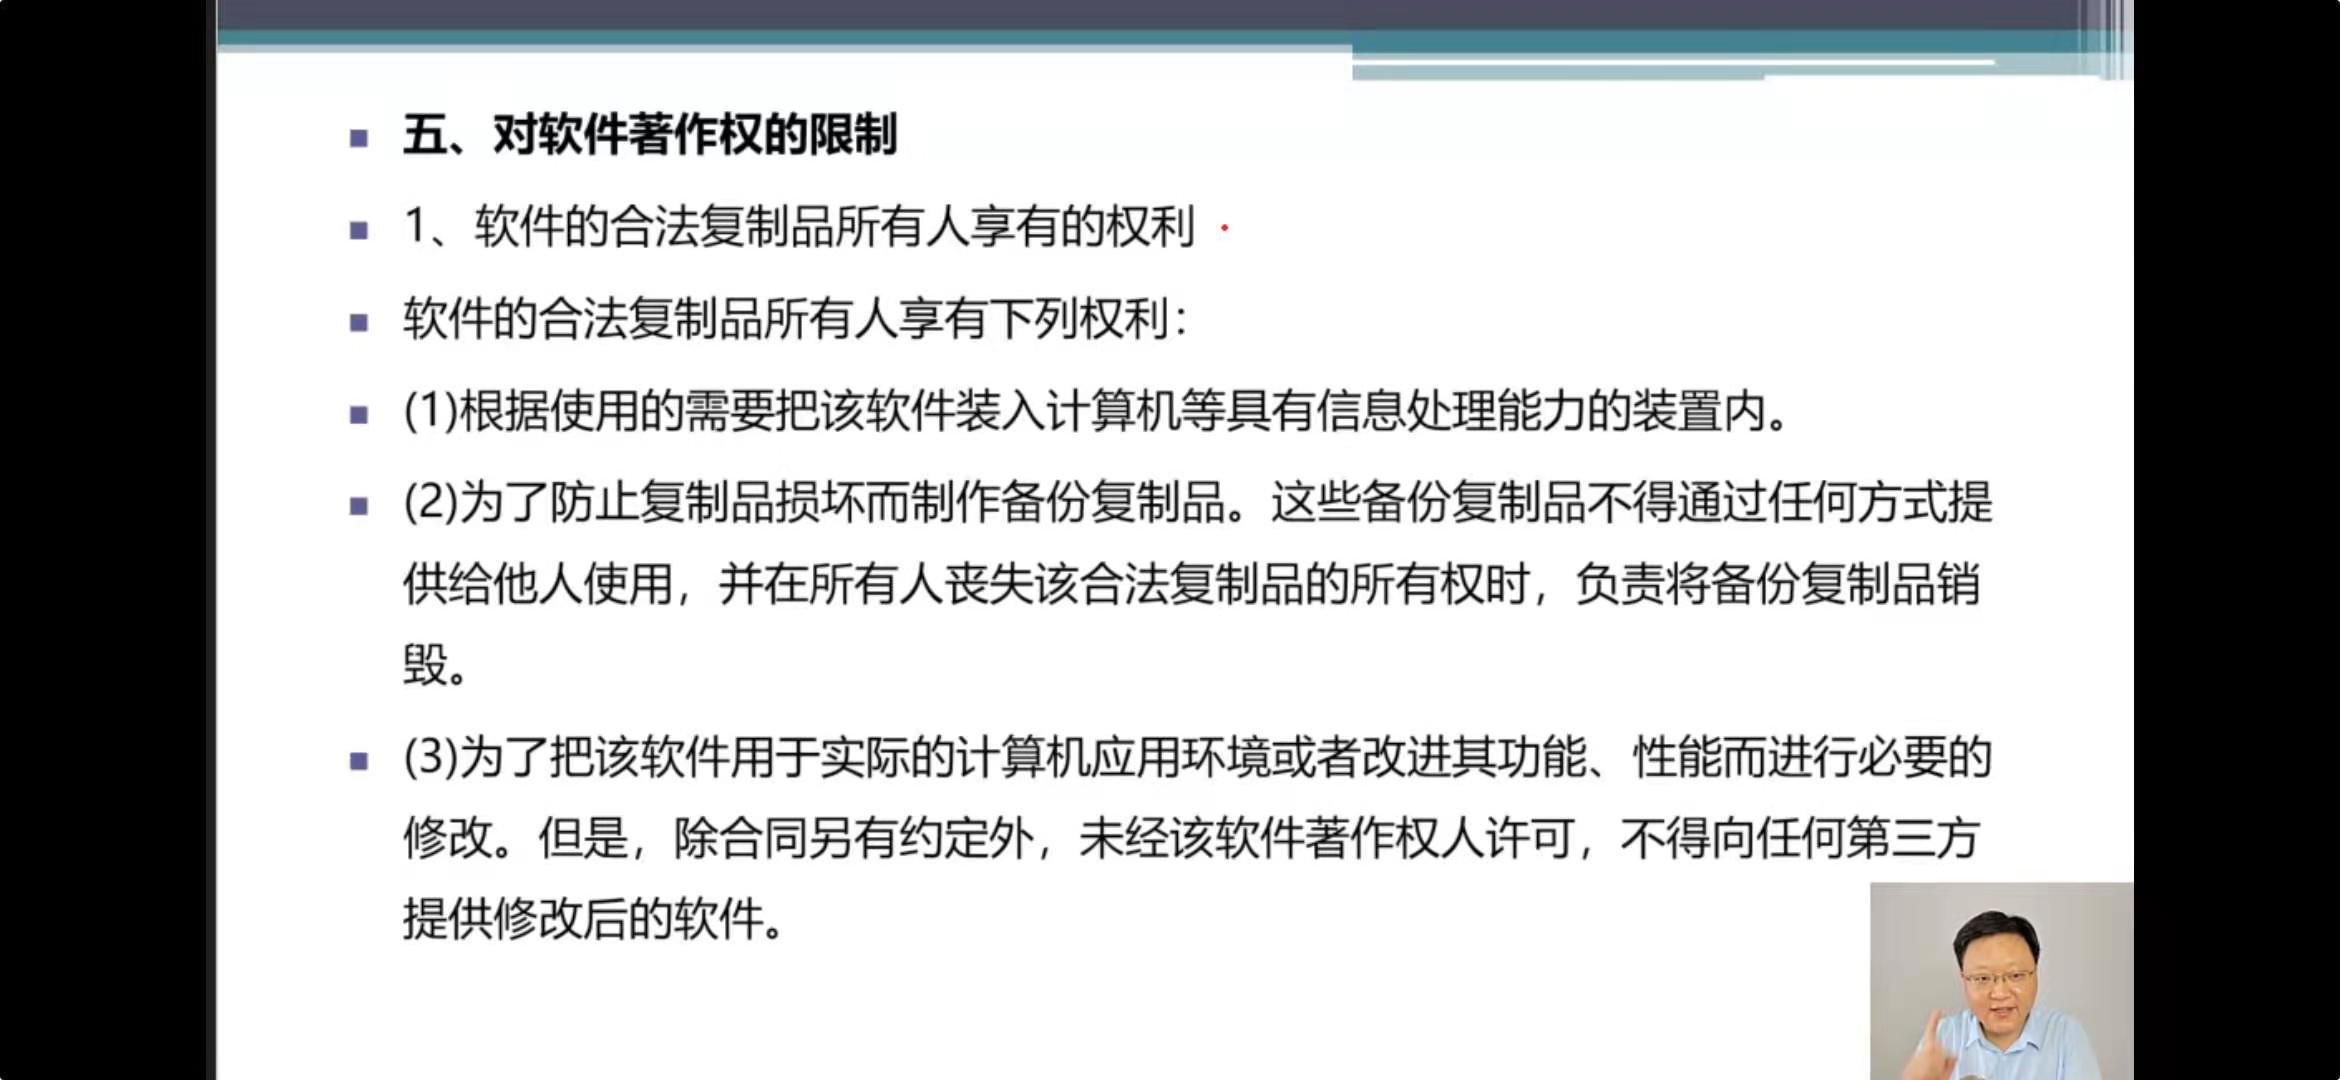 五、对软件著作权的限制
1、软件的合法复制品所有人享有的权利
软件的合法复制品所有人享有下列权利：
(1)根据使用的需要把该软件装入计算机等具有信息处理能力的装置内。
(2)为了防止复制品损坏而制作备份复制品。这些备份复制品不得通过任何方式提
供给他人使用，并在所有人丧失该合法复制品的所有权时，负责将备份复制品销
毁。
(3)为了把该软件用于实际的计算机应用环境或者改进其功能、性能而进行必要的
修改。但是，除合同另有约定外，未经该软件著作权人许可，不得向任何第三方
提供修改后的软件。